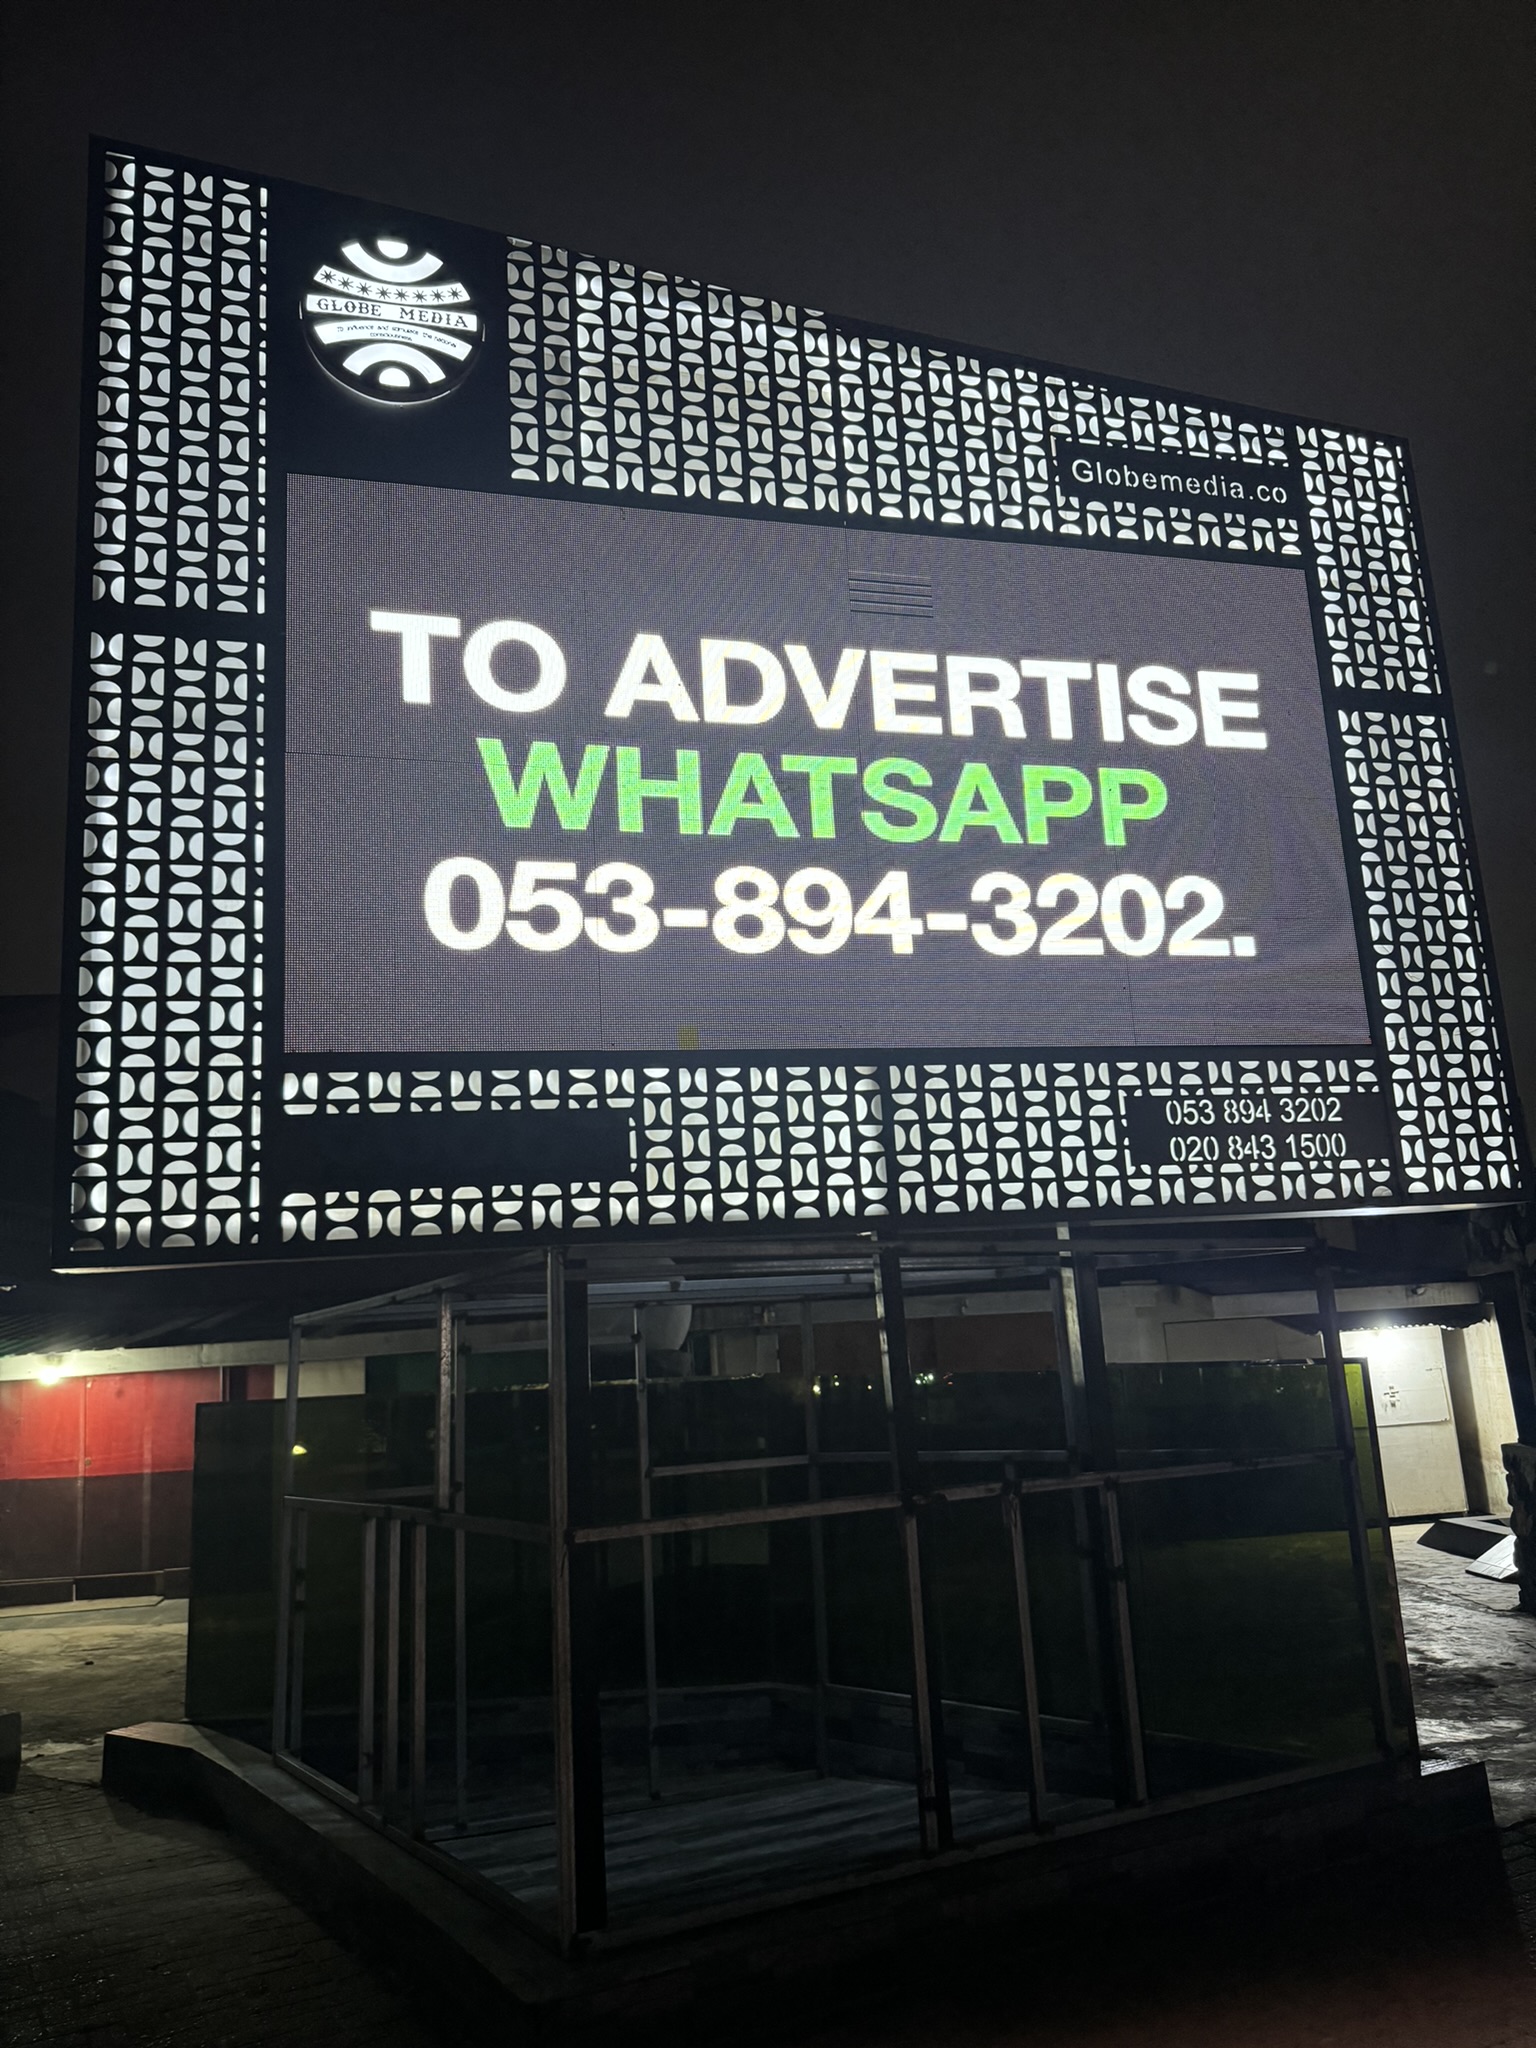 GLOBE MEDIA
Globemedia.co
TO ADVERTISE
WHATSAPP
053-894-3202.
053 894 3202
020 843 1500